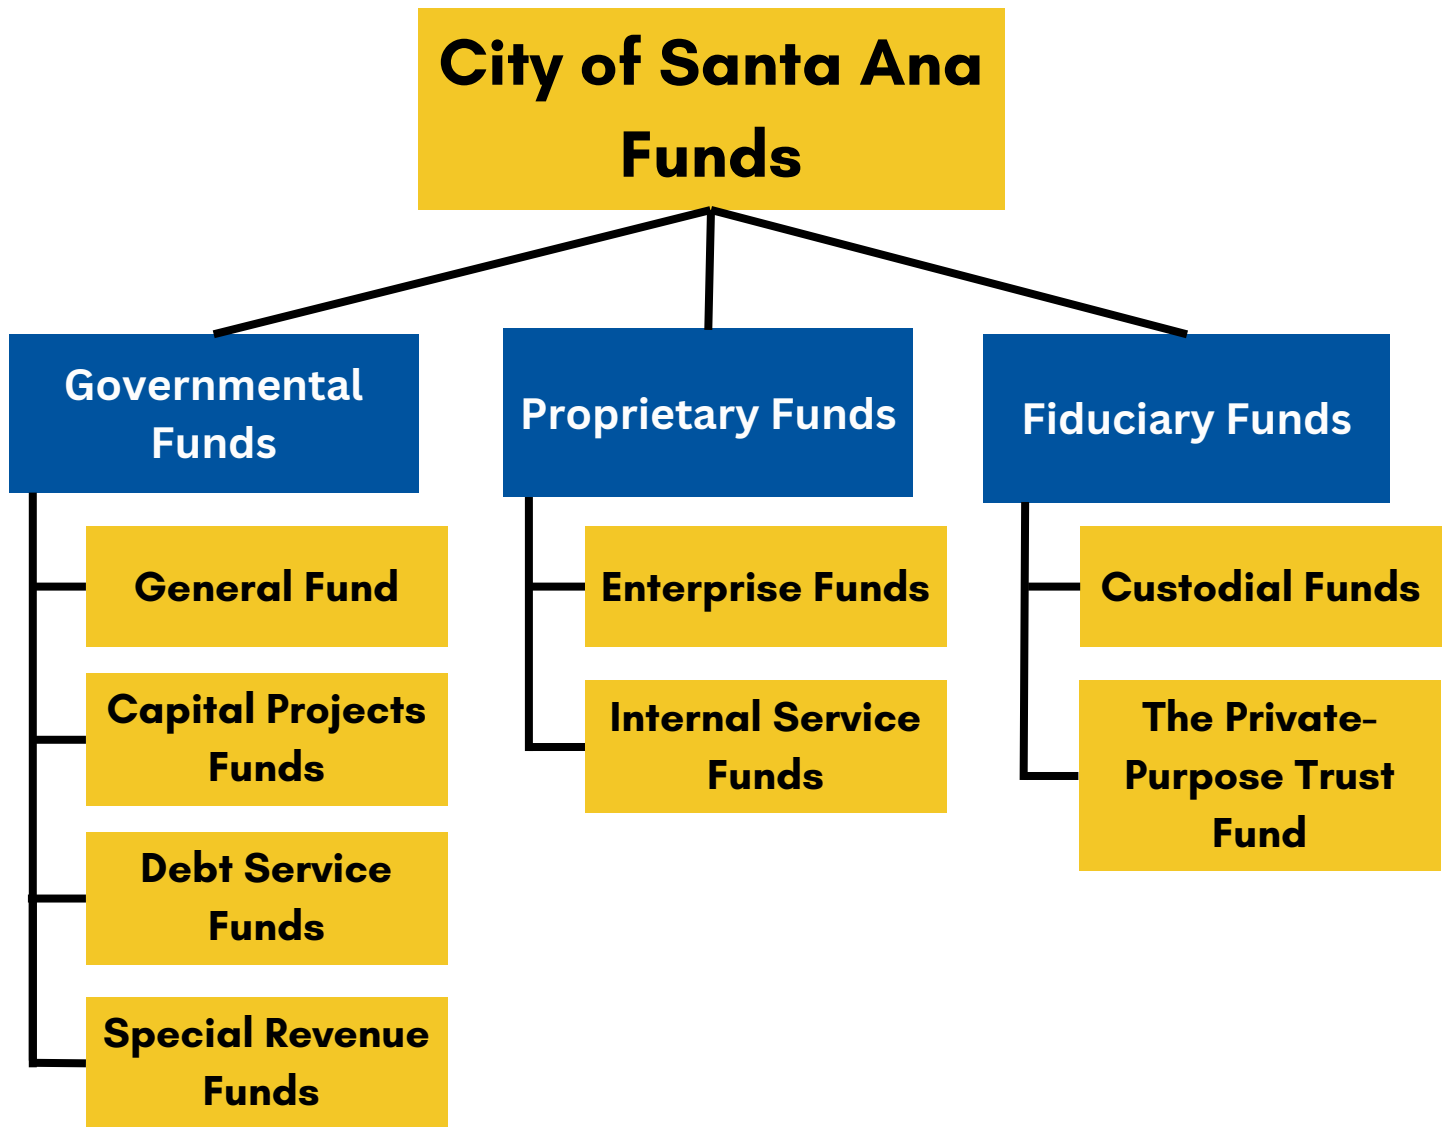 City of Santa Ana
Funds
Governmental
Funds
General Fund
Capital Projects
Funds
Debt Service
Funds
Special Revenue
Funds
Proprietary Funds
Enterprise Funds
Internal Service
Funds
Fiduciary Funds
Custodial Funds
The Private-
Purpose Trust
Fund